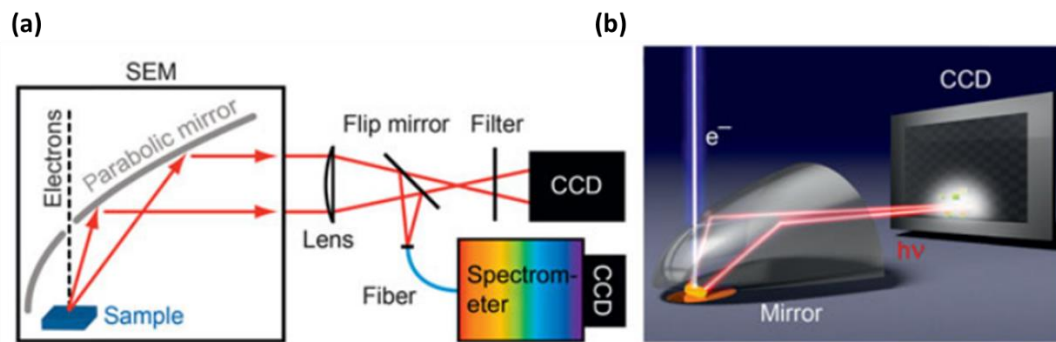 (a)
(b)
SEM
Electrons
Parabolic mirror
Sample
Lens
Flip mirror
Filter
CCD
Fiber
Spectrom-
eter
CCD
e⁻
CCD
hν
Mirror